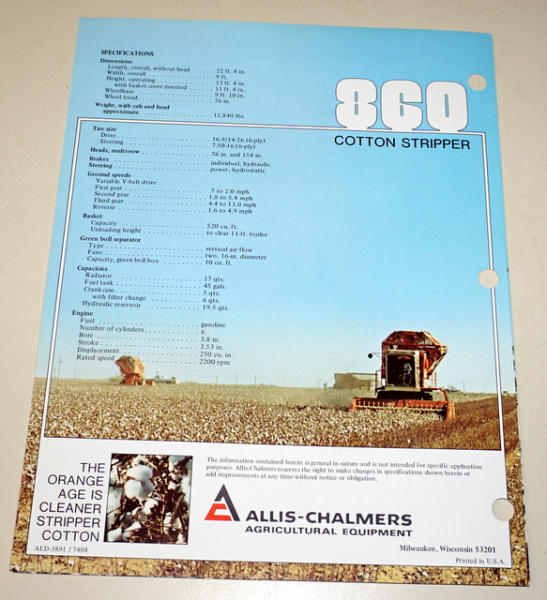 SPECIFICATIONS
Dimensions
Length, overall, without head . . . . . 22 ft. 4 in.
Width, overall . . . . . 9 ft.
Height, operating . . . . . 13 ft. 4 in.
with basket cover inserted . . . . . 11 ft. 4 in.
Wheelbase . . . . . 9 ft. 10 in.
Wheel tread . . . . . 76 in.
Weight, with cab and head
approximate . . . . . 11,840 lbs.
860
COTTON STRIPPER
Tire size
Drive . . . . . 16.9/14-26 (6-ply)
Steering . . . . . 7.50-16 (6-ply)
Heads, multi-row . . . . . 76 in. and 154 in.
Brakes . . . . . individual, hydraulic
Steering . . . . . power, hydrostatic
Ground speeds
Variable V-belt drive
First gear . . . . . .7 to 2.0 mph
Second gear . . . . . 1.8 to 5.4 mph
Third gear . . . . . 4.4 to 13.0 mph
Reverse . . . . . 1.6 to 4.9 mph
Basket
Capacity . . . . . 520 cu. ft.
Unloading height . . . . . to clear 11-ft. trailer
Green boll separator
Type . . . . . vertical air flow
Fans . . . . . two, 16-in. diameter
Capacity, green boll box . . . . . 10 cu. ft.
Capacities
Radiator . . . . . 17 qts.
Fuel tank . . . . . 45 gals.
Crankcase . . . . . 5 qts.
with filter change . . . . . 6 qts.
Hydraulic reservoir . . . . . 19.5 qts.
Engine
Fuel . . . . . gasoline
Number of cylinders . . . . . 6
Bore . . . . . 3.8 in.
Stroke . . . . . 3.53 in.
Displacement . . . . . 250 cu. in.
Rated speed . . . . . 2200 rpm
The information contained herein is general in nature and is not intended for specific application
purposes. Allis-Chalmers reserves the right to make changes in specifications shown herein or
add improvements at any time without notice or obligation.
THE
ORANGE
AGE IS
CLEANER
STRIPPER
COTTON
ALLIS-CHALMERS
AGRICULTURAL EQUIPMENT
AED-3891 / 7404
Milwaukee, Wisconsin 53201
Printed in U.S.A.